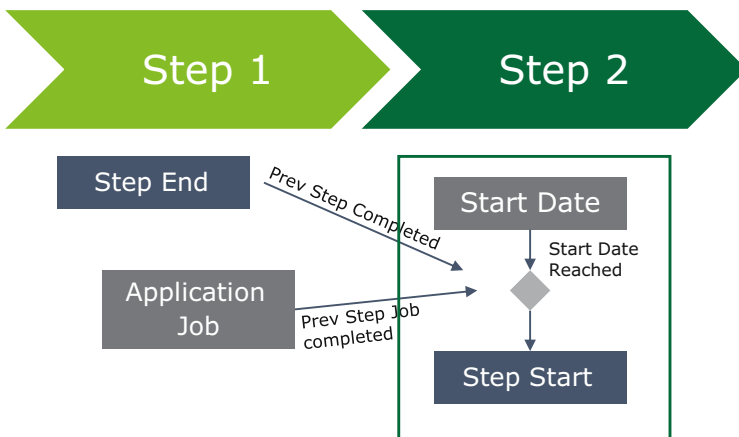 Step 1
Step 2
Step End
Prev Step Completed
Start Date
Start Date
Reached
Application
Job
Prev Step Job
completed
Step Start